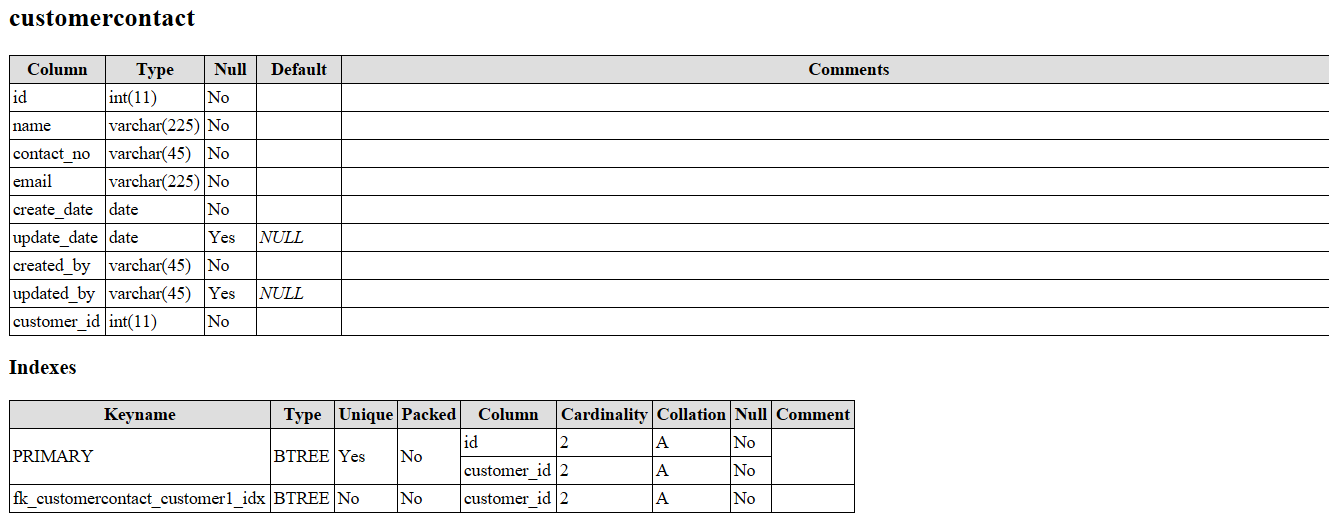 customercontact
Column Type Null Default Comments
id int(11) No
name varchar(225) No
contact_no varchar(45) No
email varchar(225) No
create_date date No
update_date date Yes NULL
created_by varchar(45) No
updated_by varchar(45) Yes NULL
customer_id int(11) No
Indexes
Keyname Type Unique Packed Column Cardinality Collation Null Comment
PRIMARY BTREE Yes No id 2 A No
customer_id 2 A No
fk_customercontact_customer1_idx BTREE No No customer_id 2 A No